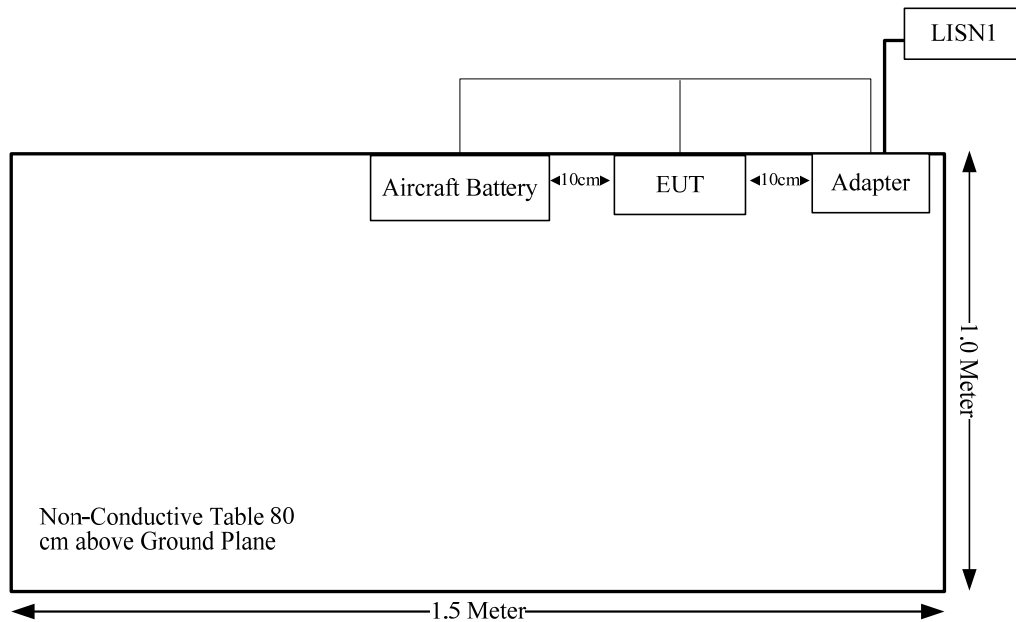 LISN1
Aircraft Battery
10cm
EUT
10cm
Adapter
1.0 Meter
Non-Conductive Table 80
cm above Ground Plane
1.5 Meter